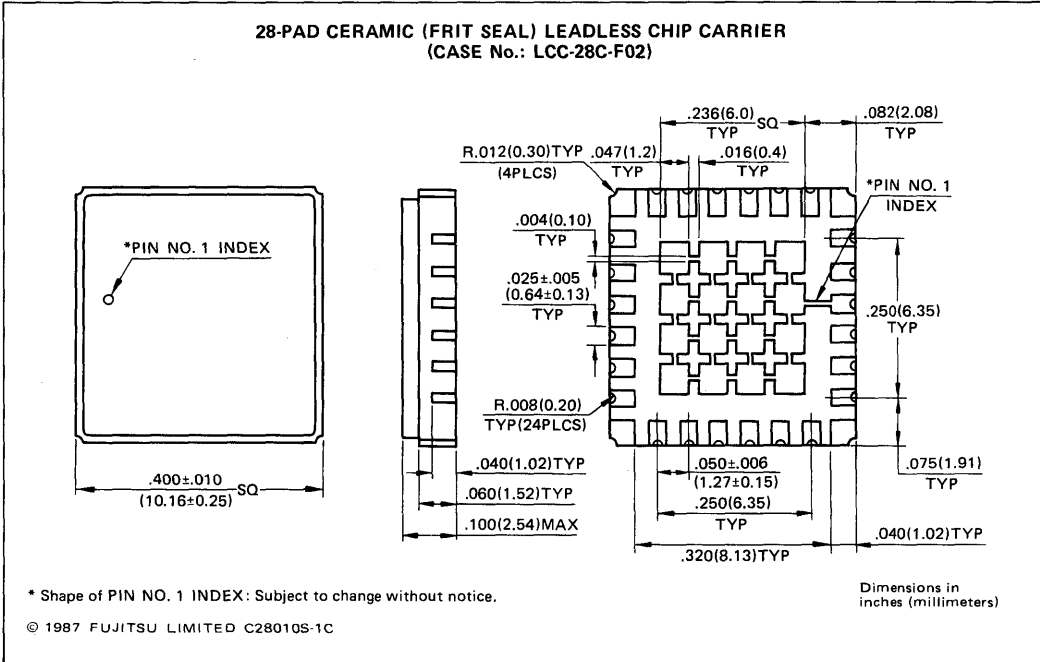 28-PAD CERAMIC (FRIT SEAL) LEADLESS CHIP CARRIER
(CASE No.: LCC-28C-F02)
.236(6.0) SQ
TYP
.082(2.08)
TYP
R.012(0.30)TYP
(4PLCS)
.047(1.2)
TYP
.016(0.4)
TYP
*PIN NO. 1
INDEX
.004(0.10)
TYP
*PIN NO. 1 INDEX
.025±.005
(0.64±0.13)
TYP
.250(6.35)
TYP
R.008(0.20)
TYP(24PLCS)
.400±.010 SQ
(10.16±0.25)
.040(1.02)TYP
.060(1.52)TYP
.100(2.54)MAX
.050±.006
(1.27±0.15)
.250(6.35)
TYP
.320(8.13)TYP
.075(1.91)
TYP
.040(1.02)TYP
* Shape of PIN NO. 1 INDEX: Subject to change without notice.
Dimensions in
inches (millimeters)
© 1987 FUJITSU LIMITED C28010S-1C